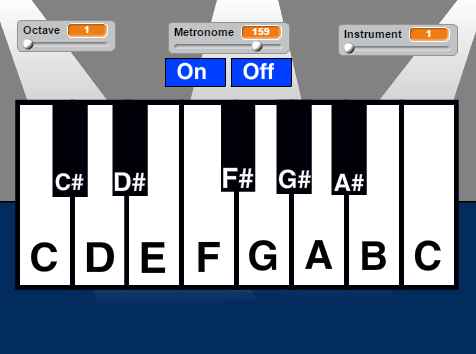 Octave 1
Metronome 159
Instrument 1
On Off
C# D# F# G# A#
C D E F G A B C